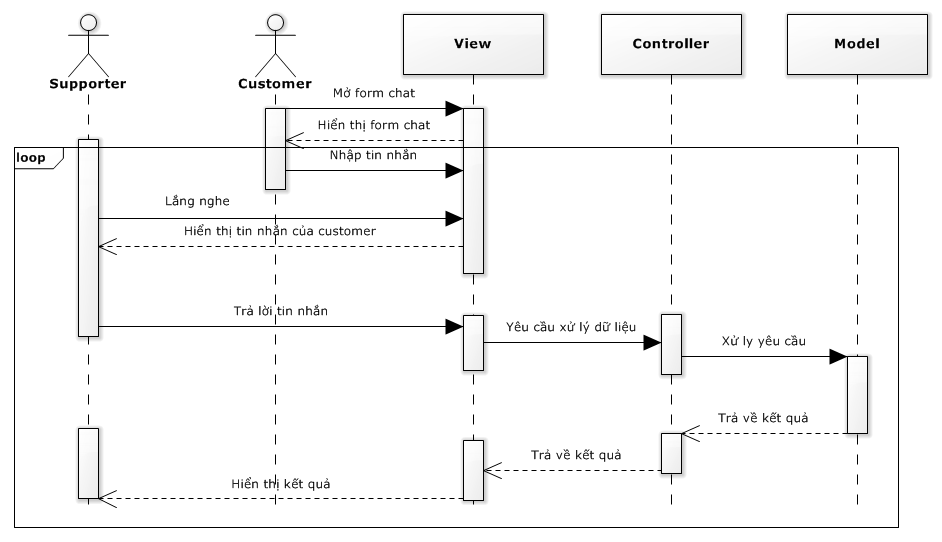 Supporter
Customer
View
Controller
Model
Mở form chat
Hiển thị form chat
loop
Nhập tin nhắn
Lắng nghe
Hiển thị tin nhắn của customer
Trả lời tin nhắn
Yêu cầu xử lý dữ liệu
Xử ly yêu cầu
Trả về kết quả
Trả về kết quả
Hiển thị kết quả